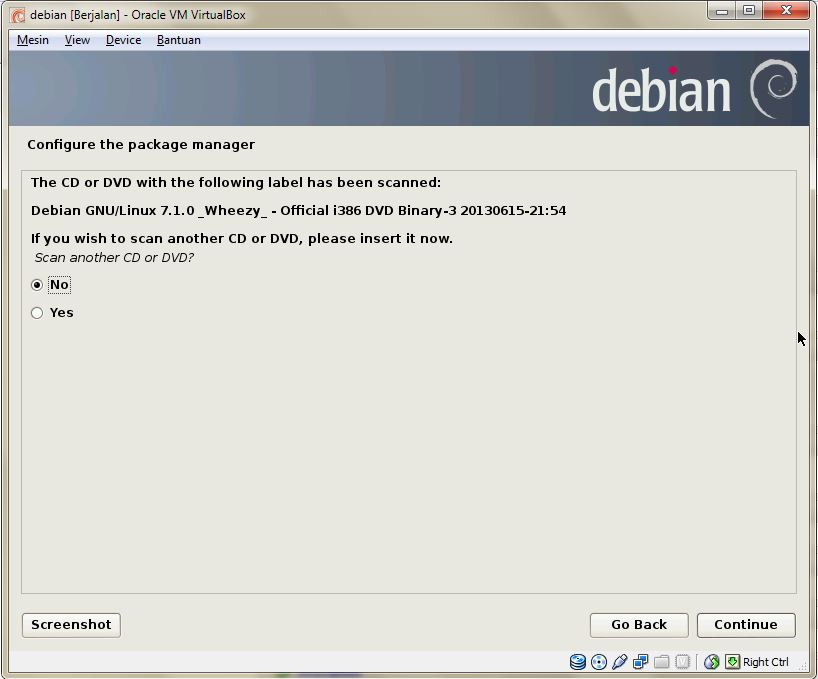 debian [Berjalan] - Oracle VM VirtualBox
Mesin View Device Bantuan
debian
Configure the package manager
The CD or DVD with the following label has been scanned:
Debian GNU/Linux 7.1.0 _Wheezy_ - Official i386 DVD Binary-3 20130615-21:54
If you wish to scan another CD or DVD, please insert it now.
Scan another CD or DVD?
No
Yes
Screenshot Go Back Continue
Right Ctrl